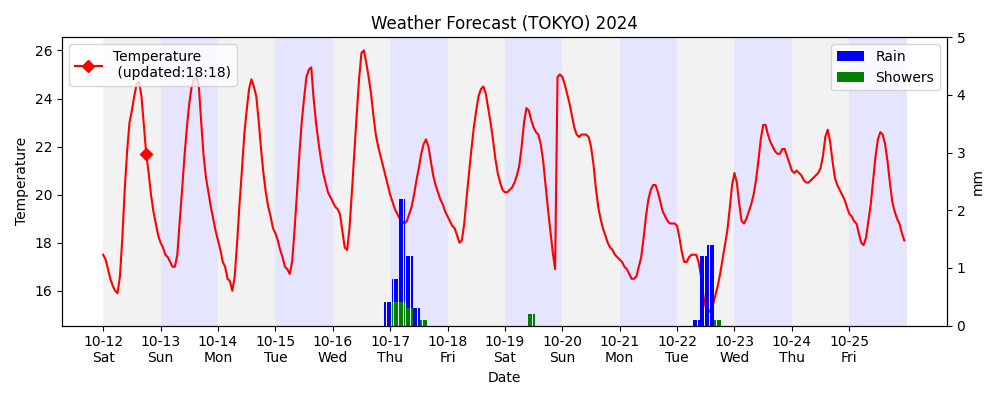 Weather Forecast (TOKYO) 2024
Temperature
(updated:18:18)
Rain
Showers
Temperature
26
24
22
20
18
16
5
4
3
2
1
0
mm
10-12 10-13 10-14 10-15 10-16 10-17 10-18 10-19 10-20 10-21 10-22 10-23 10-24 10-25
Sat Sun Mon Tue Wed Thu Fri Sat Sun Mon Tue Wed Thu Fri
Date